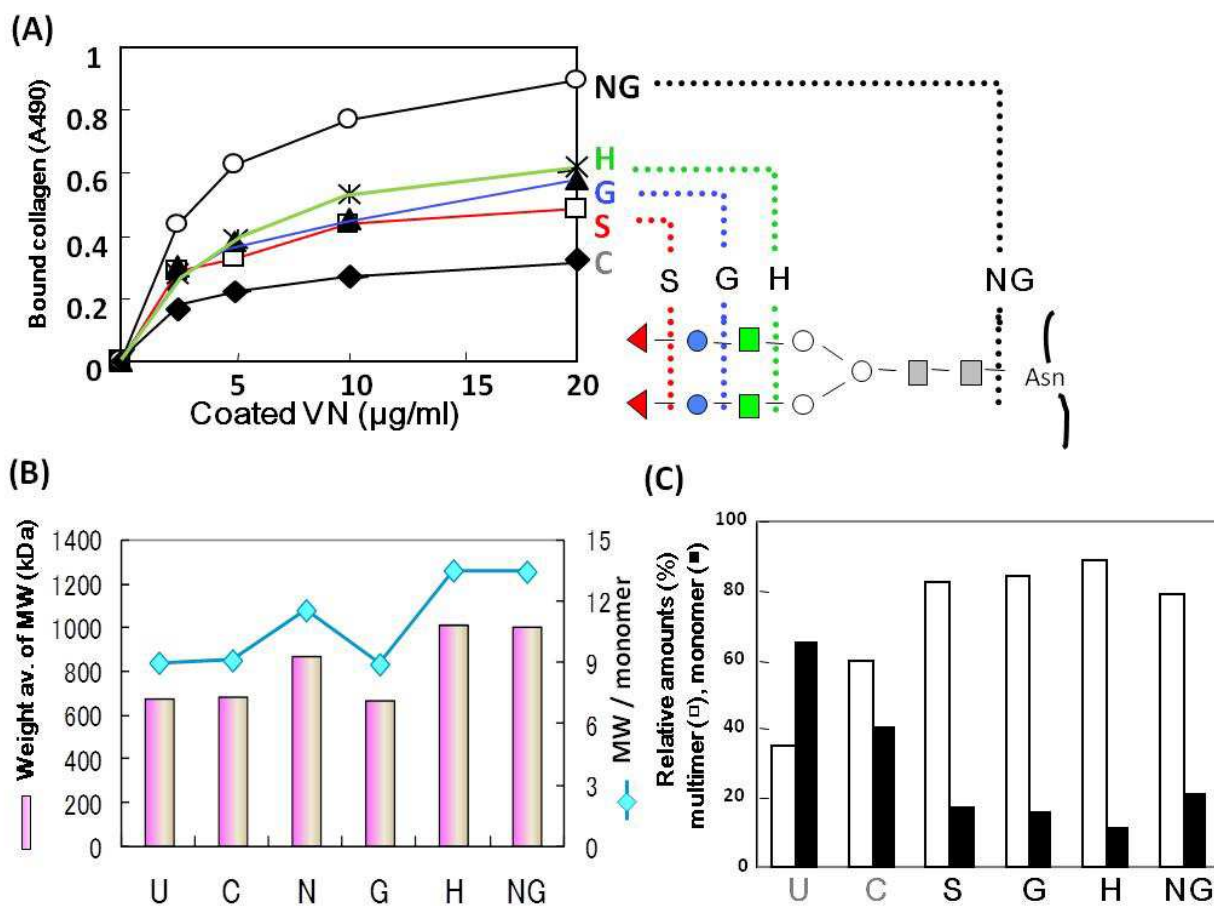 (A)
1
0.8
0.6
0.4
0.2
0
Bound collagen (A490)
5
10
15
20
Coated VN (µg/ml)
NG
H
G
S
C
S G H NG
Asn
(B)
Weight av. of MW (kDa)
1400
1200
1000
800
600
400
200
0
15
12
9
6
3
0
MW / monomer
U C N G H NG
(C)
Relative amounts (%)
multimer (□), monomer (■)
100
80
60
40
20
0
U C S G H NG